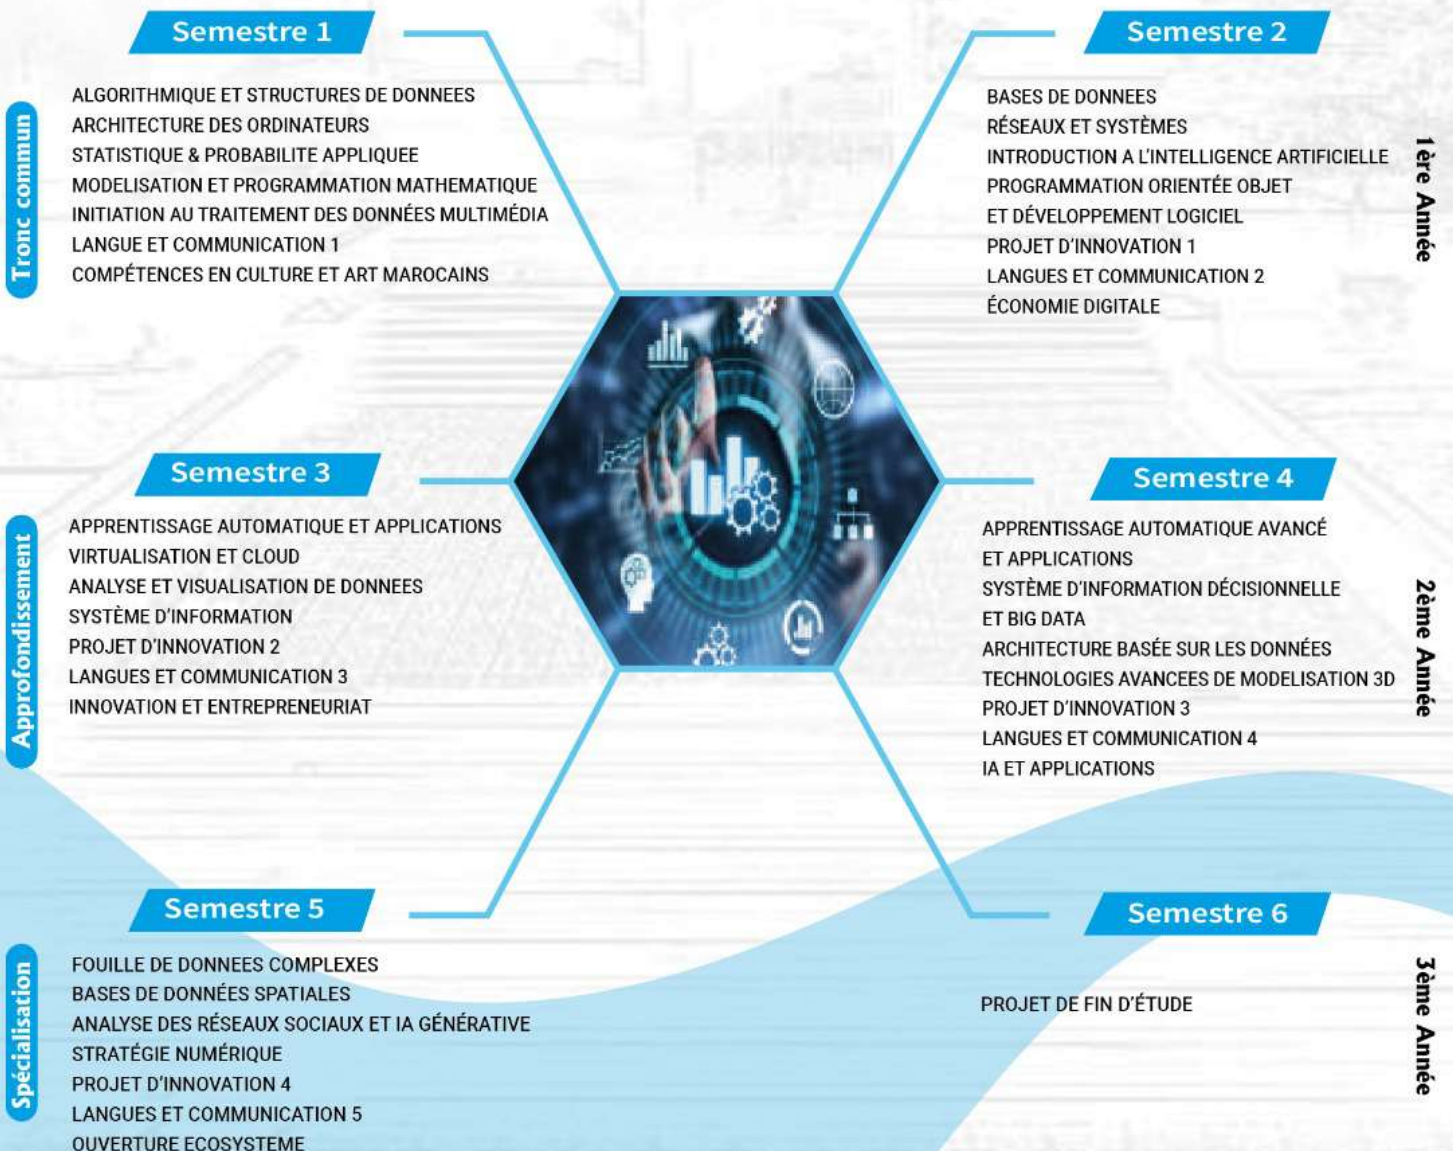 Semestre 1
Tronc commun
ALGORITHMIQUE ET STRUCTURES DE DONNEES
ARCHITECTURE DES ORDINATEURS
STATISTIQUE & PROBABILITE APPLIQUEE
MODELISATION ET PROGRAMMATION MATHEMATIQUE
INITIATION AU TRAITEMENT DES DONNÉES MULTIMÉDIA
LANGUE ET COMMUNICATION 1
COMPÉTENCES EN CULTURE ET ART MAROCAINS
Semestre 2
BASES DE DONNEES
RÉSEAUX ET SYSTÈMES
INTRODUCTION A L'INTELLIGENCE ARTIFICIELLE
PROGRAMMATION ORIENTÉE OBJET
ET DÉVELOPPEMENT LOGICIEL
PROJET D'INNOVATION 1
LANGUES ET COMMUNICATION 2
ÉCONOMIE DIGITALE
1ère Année
Semestre 3
Approfondissement
APPRENTISSAGE AUTOMATIQUE ET APPLICATIONS
VIRTUALISATION ET CLOUD
ANALYSE ET VISUALISATION DE DONNEES
SYSTÈME D'INFORMATION
PROJET D'INNOVATION 2
LANGUES ET COMMUNICATION 3
INNOVATION ET ENTREPRENEURIAT
Semestre 4
APPRENTISSAGE AUTOMATIQUE AVANCÉ
ET APPLICATIONS
SYSTÈME D'INFORMATION DÉCISIONNELLE
ET BIG DATA
ARCHITECTURE BASÉE SUR LES DONNÉES
TECHNOLOGIES AVANCEES DE MODELISATION 3D
PROJET D'INNOVATION 3
LANGUES ET COMMUNICATION 4
IA ET APPLICATIONS
2ème Année
Semestre 5
Spécialisation
FOUILLE DE DONNEES COMPLEXES
BASES DE DONNÉES SPATIALES
ANALYSE DES RÉSEAUX SOCIAUX ET IA GÉNÉRATIVE
STRATÉGIE NUMÉRIQUE
PROJET D'INNOVATION 4
LANGUES ET COMMUNICATION 5
OUVERTURE ECOSYSTEME
Semestre 6
PROJET DE FIN D'ÉTUDE
3ème Année